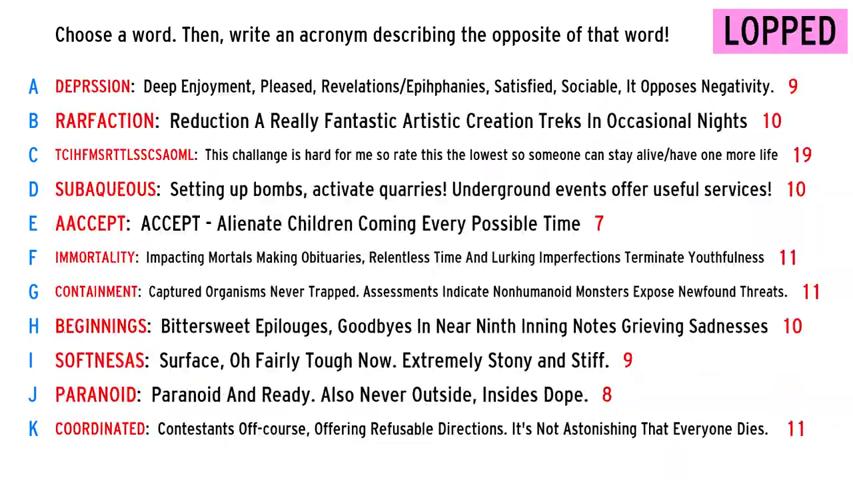 Choose a word. Then, write an acronym describing the opposite of that word!
LOPPED
A DEPRSSION: Deep Enjoyment, Pleased, Revelations/Epihphanies, Satisfied, Sociable, It Opposes Negativity. 9
B RARFACTION: Reduction A Really Fantastic Artistic Creation Treks In Occasional Nights 10
C TCIHFMSRTTLSSCSAOML: This challange is hard for me so rate this the lowest so someone can stay alive/have one more life 19
D SUBAQUEOUS: Setting up bombs, activate quarries! Underground events offer useful services! 10
E AACCEPT: ACCEPT - Alienate Children Coming Every Possible Time 7
F IMMORTALITY: Impacting Mortals Making Obituaries, Relentless Time And Lurking Imperfections Terminate Youthfulness 11
G CONTAINMENT: Captured Organisms Never Trapped. Assessments Indicate Nonhumanoid Monsters Expose Newfound Threats. 11
H BEGINNINGS: Bittersweet Epilouges, Goodbyes In Near Ninth Inning Notes Grieving Sadnesses 10
I SOFTNESAS: Surface, Oh Fairly Tough Now. Extremely Stony and Stiff. 9
J PARANOID: Paranoid And Ready. Also Never Outside, Insides Dope. 8
K COORDINATED: Contestants Off-course, Offering Refusable Directions. It's Not Astonishing That Everyone Dies. 11